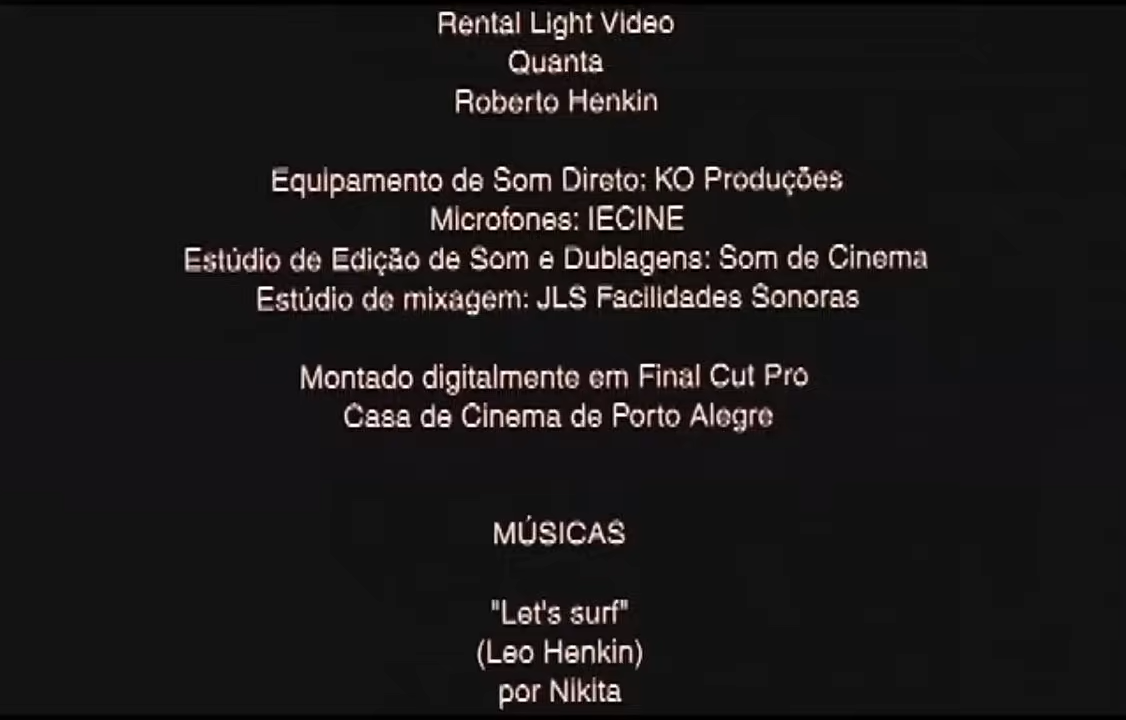 Rental Light Video
Quanta
Roberto Henkin
Equipamento de Som Direto: KO Produções
Microfones: IECINE
Estúdio de Edição de Som e Dublagens: Som de Cinema
Estúdio de mixagem: JLS Facilidades Sonoras
Montado digitalmente em Final Cut Pro
Casa de Cinema de Porto Alegre
MÚSICAS
"Let's surf"
(Leo Henkin)
por Nikita